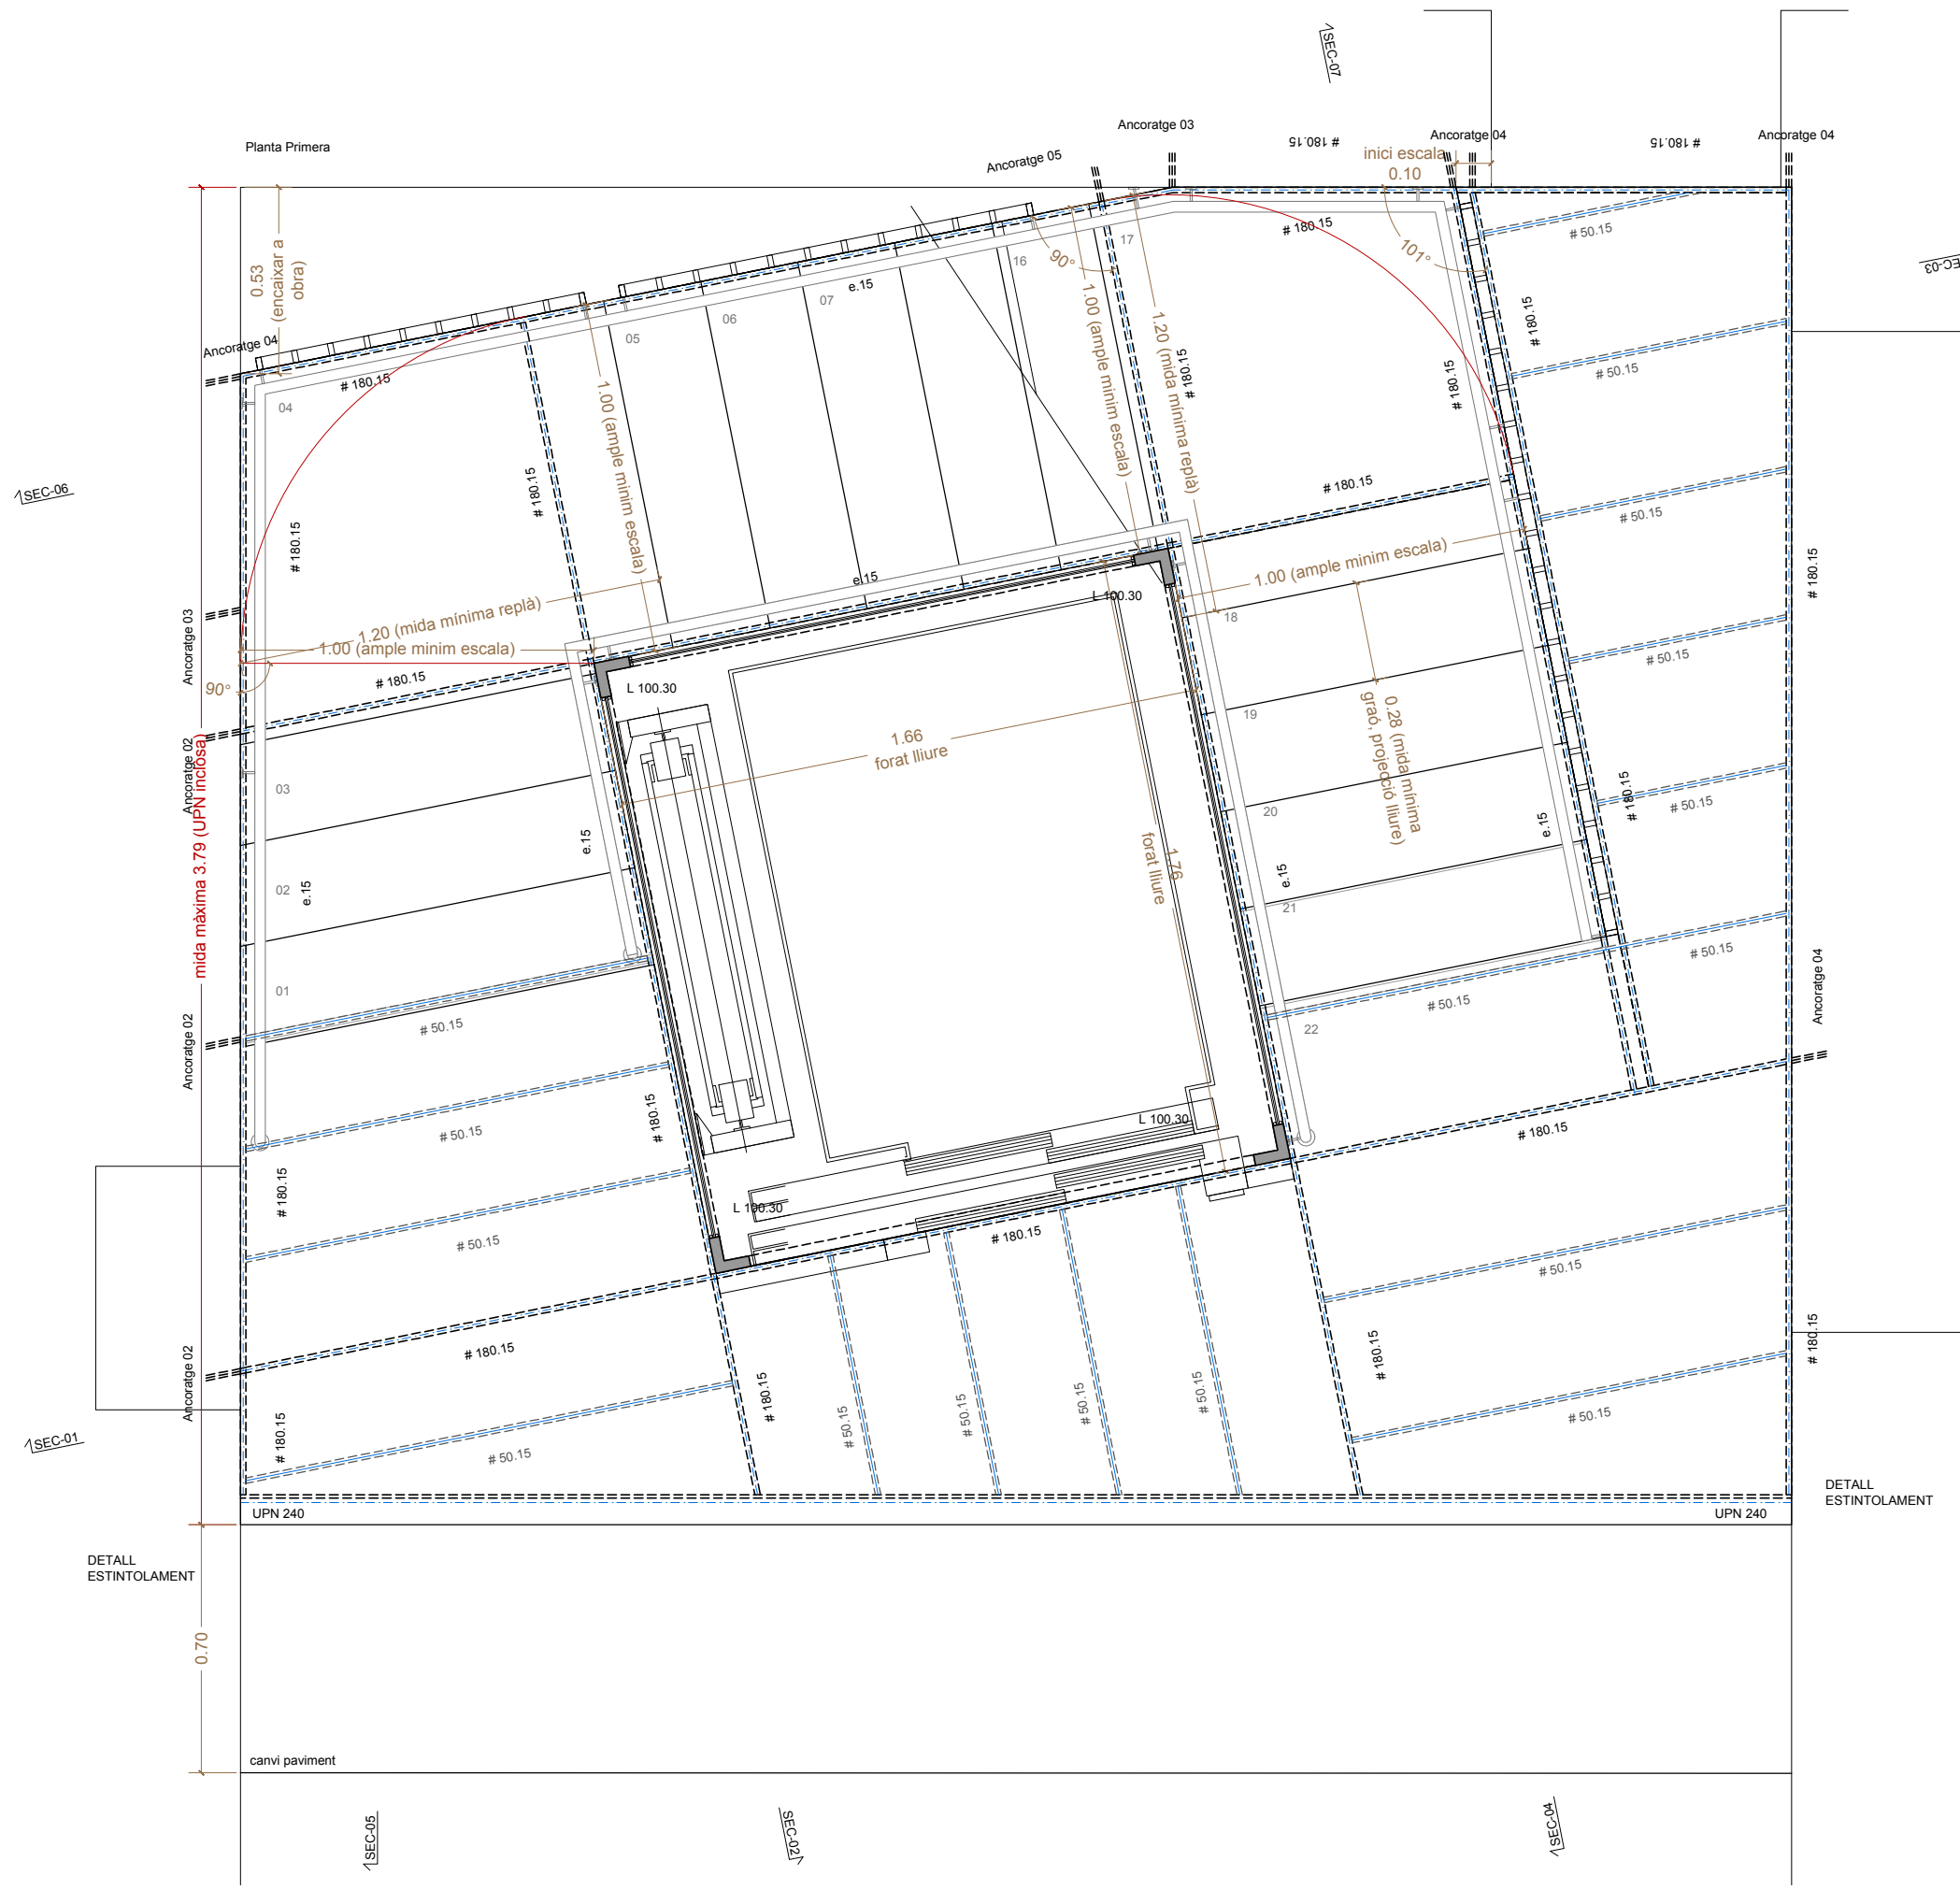 SEC-07
Ancoratge 03
# 180.15
Ancoratge 04
# 180.15
Ancoratge 04
Planta Primera
Ancoratge 05
inici escala
0.10
0.53
(encaixar a
obra)
17
# 180.15
# 50.15
101°
90°
16
e.15
07
06
05
SEC-03
Ancoratge 04
# 180.15
04
1.00 (ample minim escala)
1.20 (mida mínima replà)
# 180.15
# 180.15
# 180.15
# 50.15
1.00 (ample minim escala)
SEC-06
# 180.15
# 180.15
# 180.15
# 50.15
1.00 (ample minim escala)
# 180.15
e.15
L 100.30
1.20 (mida mínima replà)
1.00 (ample minim escala)
Ancoratge 03
18
90°
# 180.15
L 100.30
# 50.15
0.28 (mida mínima
graó, projecció lliure)
19
1.66
forat lliure
Ancoratge 02
mida màxima 3.79 (UPN inclosa)
03
e.15
# 180.15
# 50.15
20
e.15
1.76
forat lliure
02
e.15
e.15
21
01
# 50.15
# 50.15
22
# 50.15
Ancoratge 04
Ancoratge 02
# 50.15
# 180.15
L 100.30
# 180.15
# 180.15
# 50.15
L 100.30
# 180.15
# 50.15
# 180.15
# 180.15
# 180.15
Ancoratge 02
# 180.15
# 50.15
# 50.15
# 50.15
# 50.15
# 50.15
SEC-01
# 180.15
# 50.15
UPN 240
UPN 240
DETALL
ESTINTOLAMENT
DETALL
ESTINTOLAMENT
0.70
canvi paviment
SEC-05
SEC-02
SEC-04